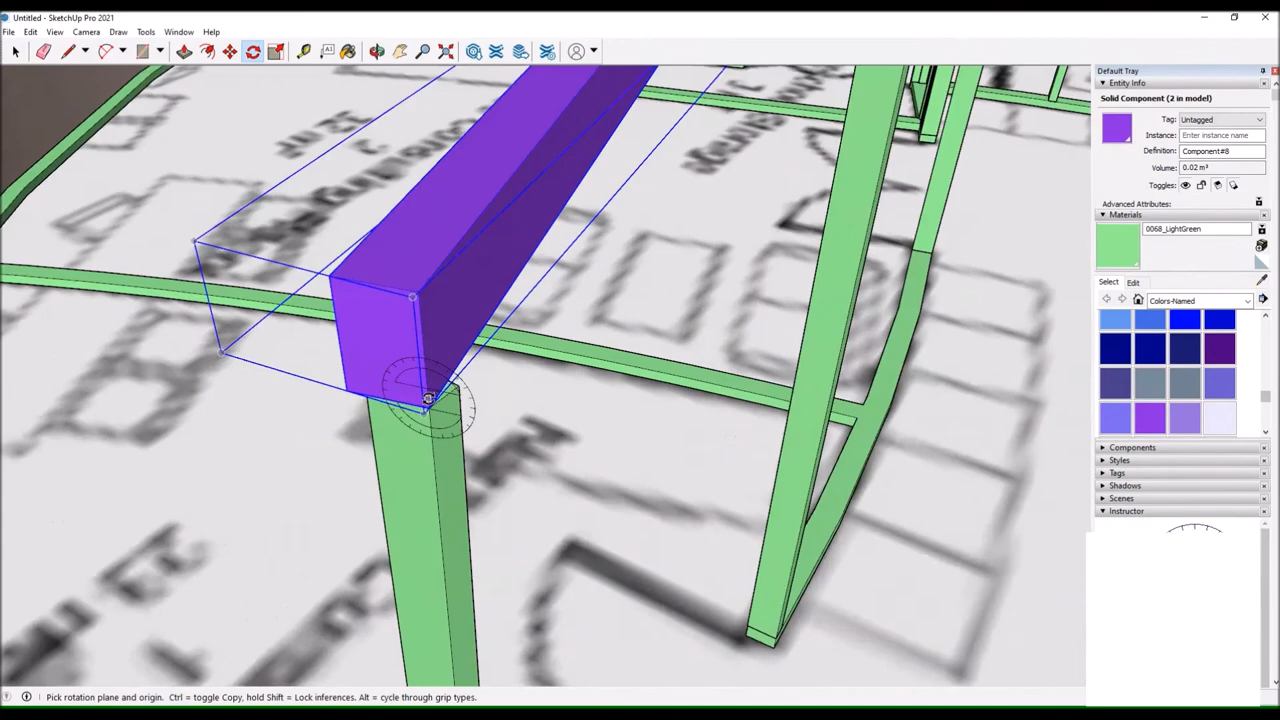 Untitled - SketchUp Pro 2021
File Edit View Camera Draw Tools Window Help
Default Tray
Entity Info
Solid Component (2 in model)
Tag: Untagged
Instance: Enter instance name
Definition: Component#8
Volume: 0.02 m³
Toggles:
Advanced Attributes:
Materials
0068_LightGreen
Select Edit
Colors-Named
Components
Styles
Tags
Shadows
Scenes
Instructor
Pick rotation plane and origin. Ctrl = toggle Copy, hold Shift = Lock inferences. Alt = cycle through grip types.